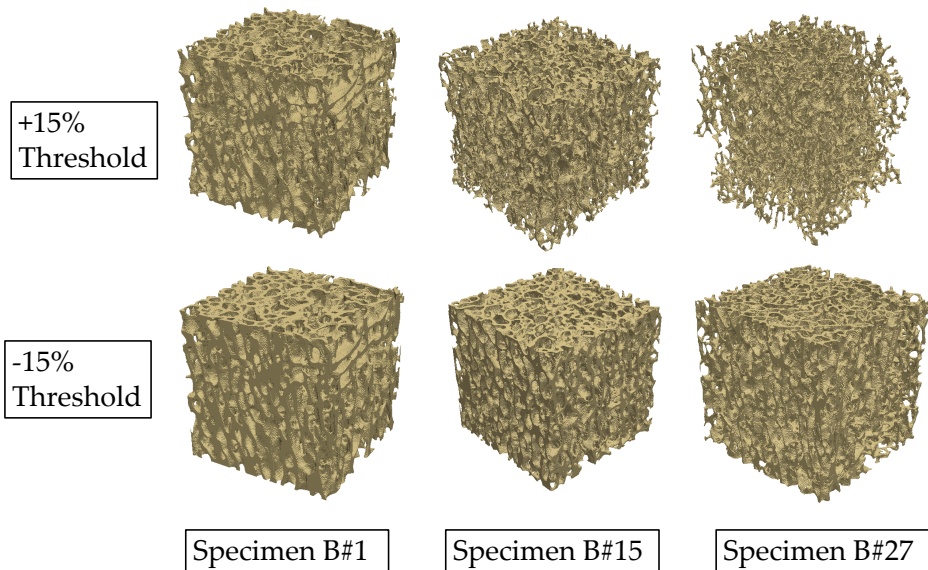 +15%
Threshold
-15%
Threshold
Specimen B#1
Specimen B#15
Specimen B#27